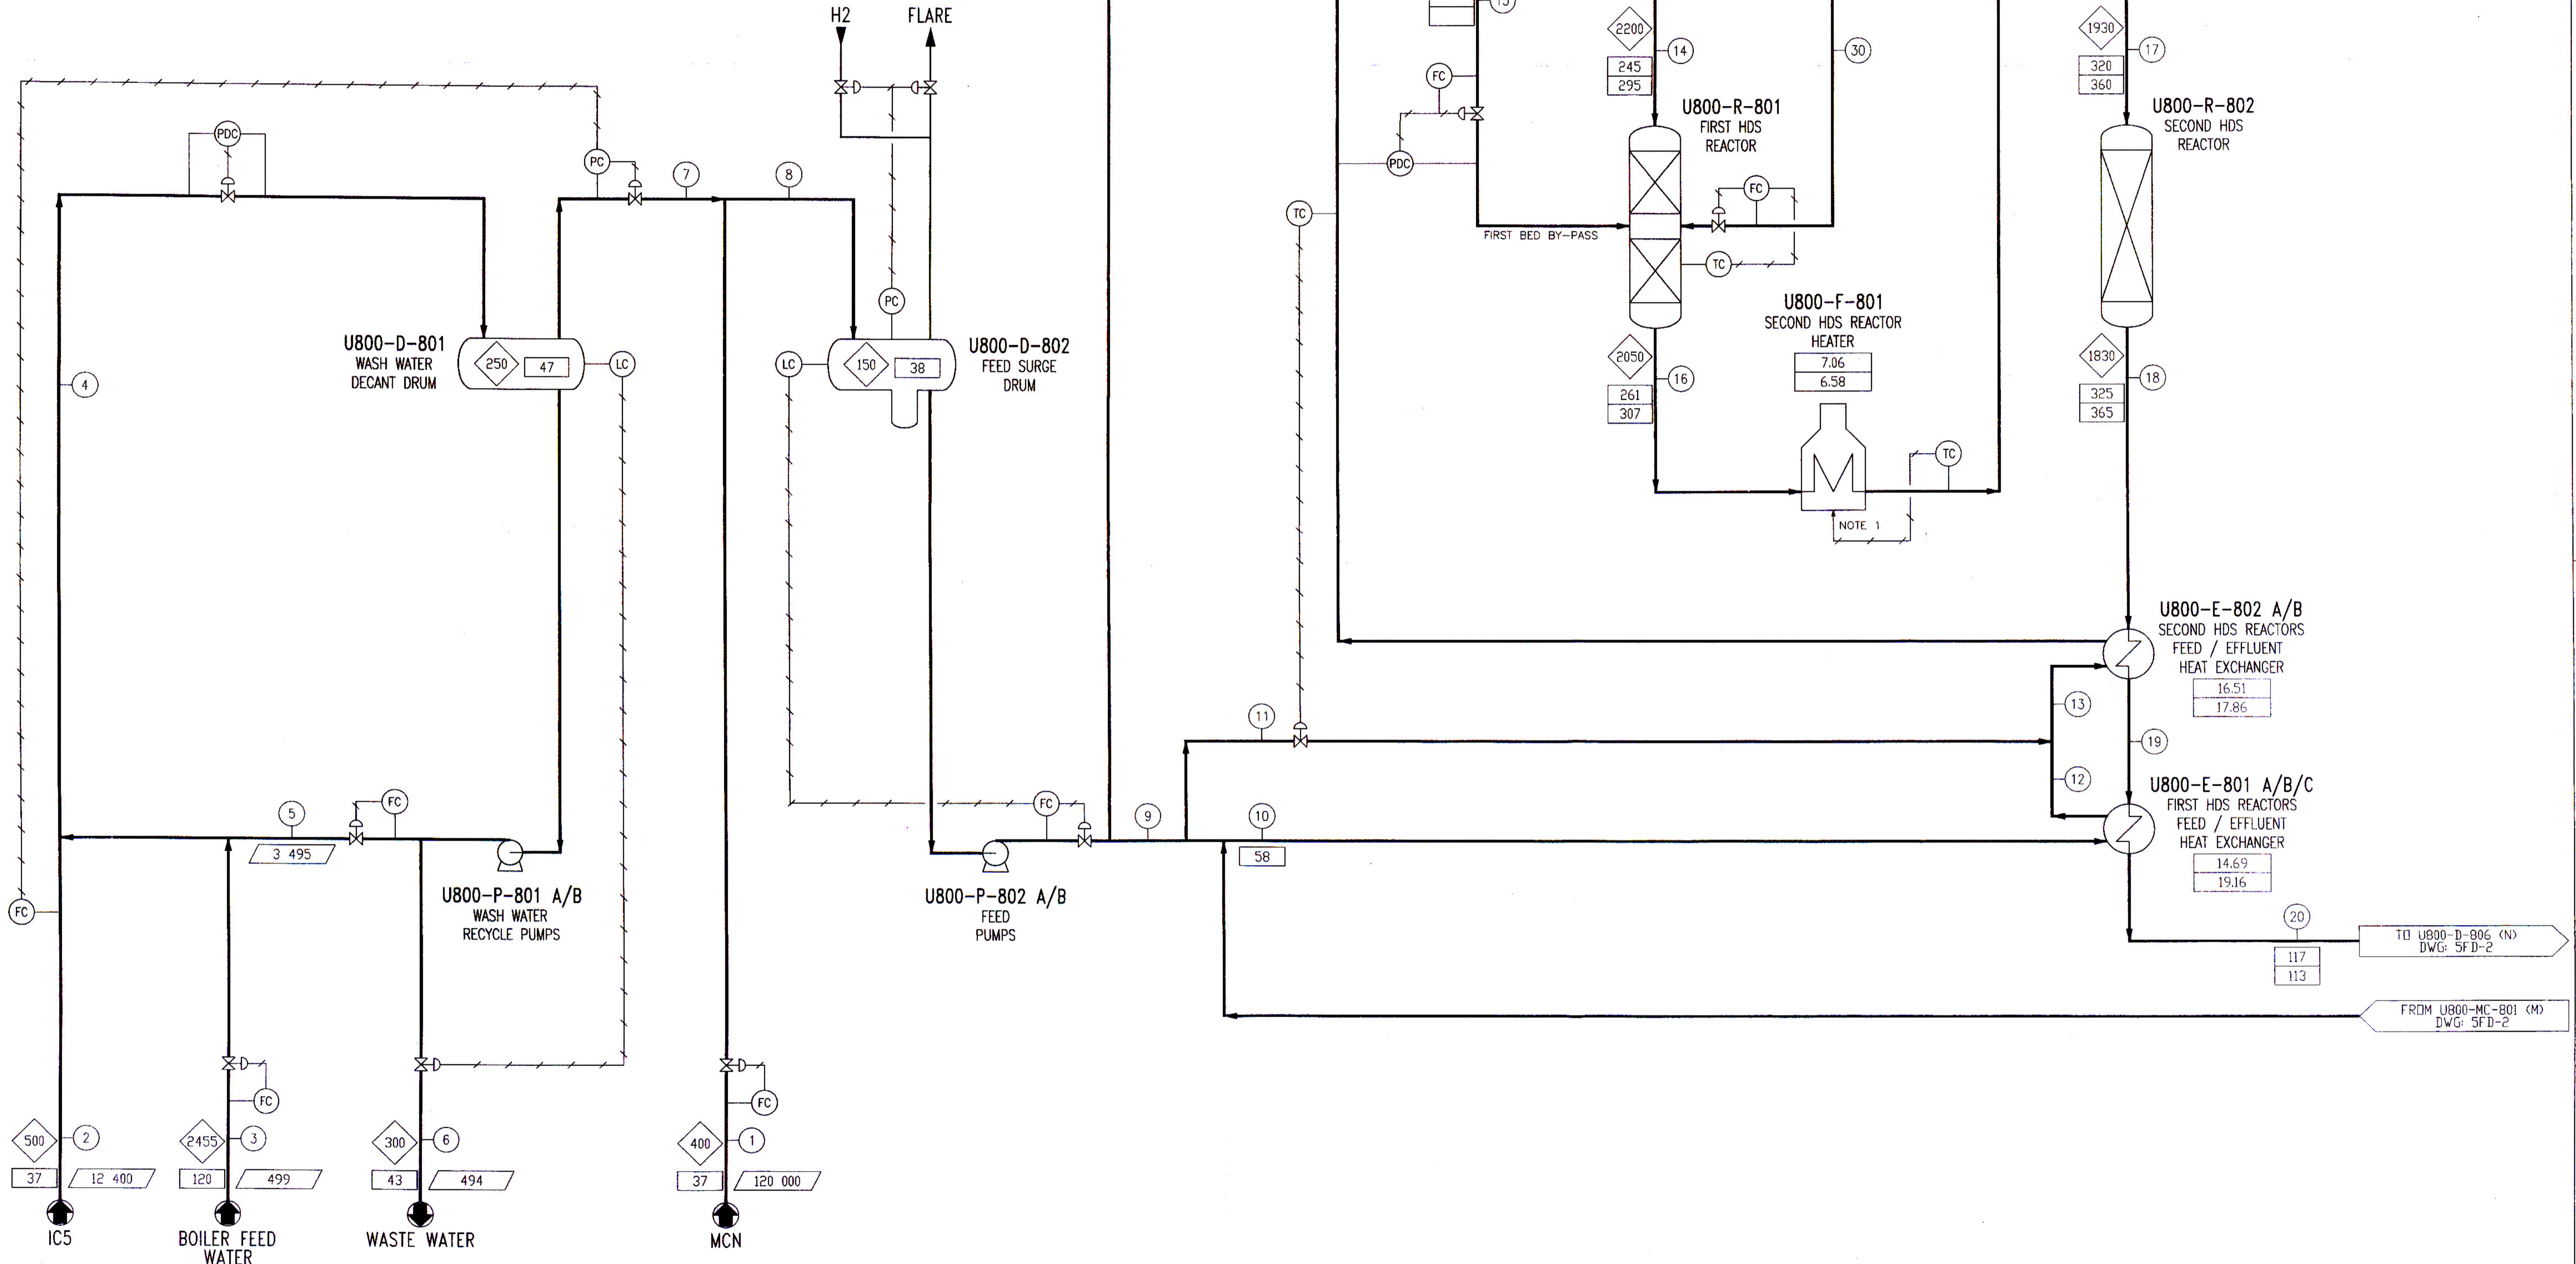 H2
FLARE
15
2200
14
245
295
30
1930
17
320
360
FC
U800-R-801
FIRST HDS
REACTOR
U800-R-802
SECOND HDS
REACTOR
PDC
PC
7
8
PDC
FC
TC
FIRST BED BY-PASS
TC
PC
U800-F-801
SECOND HDS REACTOR
HEATER
7.06
6.58
U800-D-801
WASH WATER
DECANT DRUM
250
47
LC
LC
150
38
U800-D-802
FEED SURGE
DRUM
2050
16
261
307
1830
18
325
365
4
TC
NOTE 1
U800-E-802 A/B
SECOND HDS REACTORS
FEED / EFFLUENT
HEAT EXCHANGER
16.51
17.86
13
11
19
12
U800-E-801 A/B/C
FIRST HDS REACTORS
FEED / EFFLUENT
HEAT EXCHANGER
14.69
19.16
5
FC
3 495
FC
9
10
58
U800-P-801 A/B
WASH WATER
RECYCLE PUMPS
U800-P-802 A/B
FEED
PUMPS
FC
20
117
113
TO U800-D-806 (N)
DWG: 5FD-2
FROM U800-MC-801 (M)
DWG: 5FD-2
FC
FC
500
2
37
12 400
2455
3
120
499
300
6
43
494
400
1
37
120 000
IC5
BOILER FEED
WATER
WASTE WATER
MCN